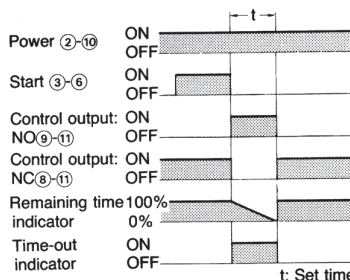 t
Power ②-⑩ ON
OFF
Start ③-⑥ ON
OFF
Control output: ON
NO⑨-⑪ OFF
Control output: ON
NC⑧-⑪ OFF
Remaining time 100%
indicator 0%
Time-out ON
indicator OFF
t: Set time